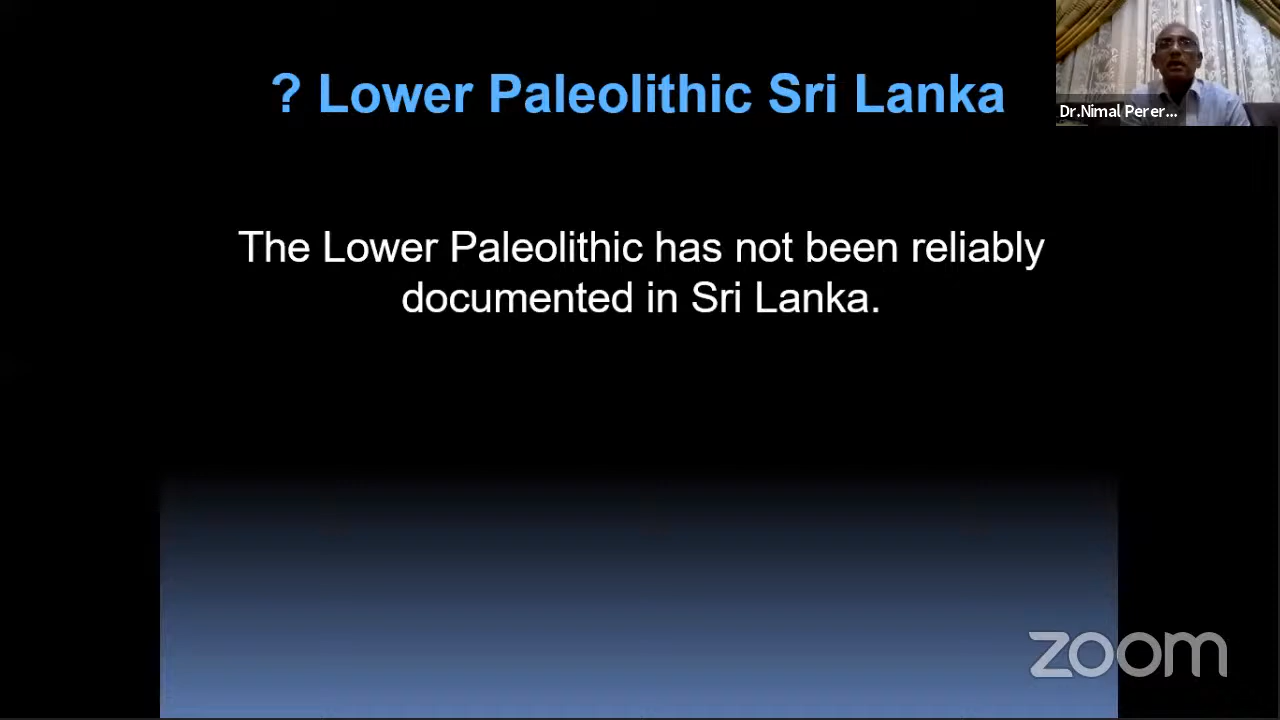 ? Lower Paleolithic Sri Lanka
Dr.Nimal Perer...
The Lower Paleolithic has not been reliably
documented in Sri Lanka.
zoom